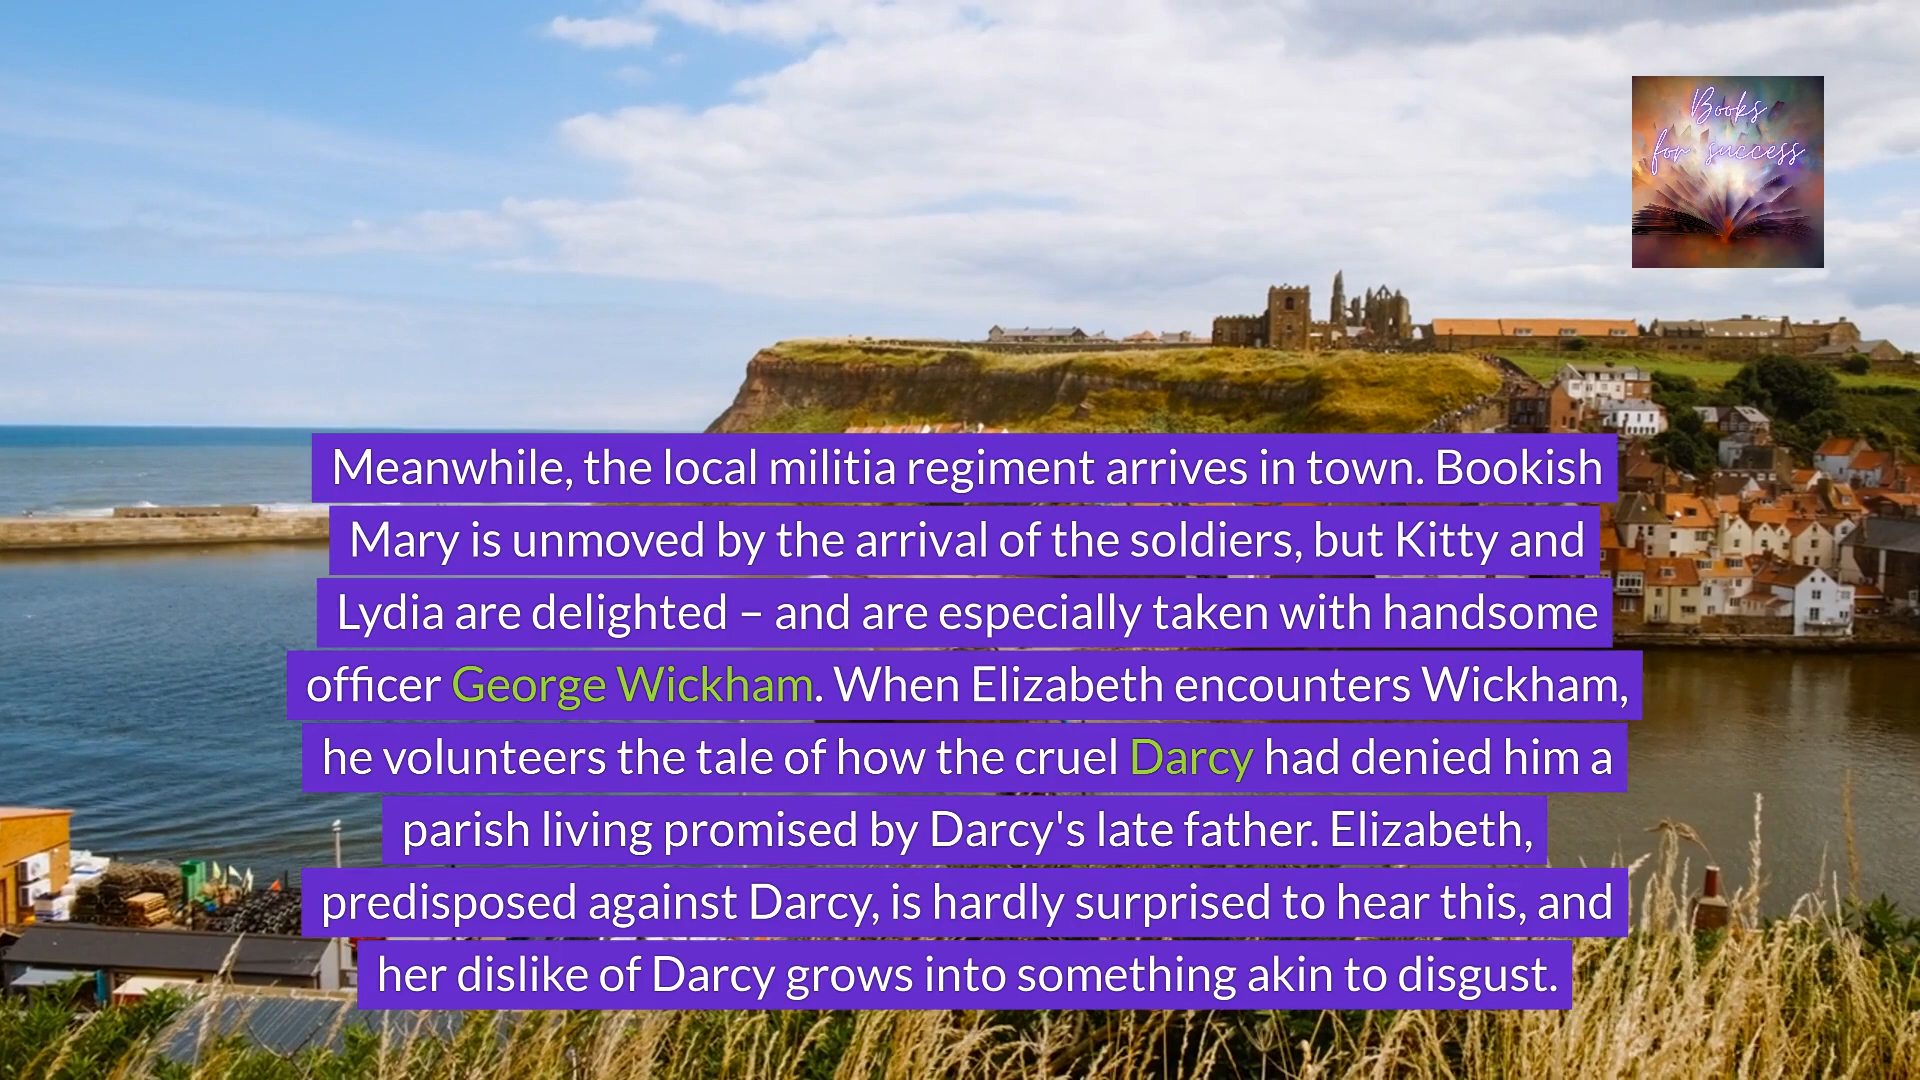 Books
for success
Meanwhile, the local militia regiment arrives in town. Bookish
Mary is unmoved by the arrival of the soldiers, but Kitty and
Lydia are delighted – and are especially taken with handsome
officer George Wickham. When Elizabeth encounters Wickham,
he volunteers the tale of how the cruel Darcy had denied him a
parish living promised by Darcy's late father. Elizabeth,
predisposed against Darcy, is hardly surprised to hear this, and
her dislike of Darcy grows into something akin to disgust.